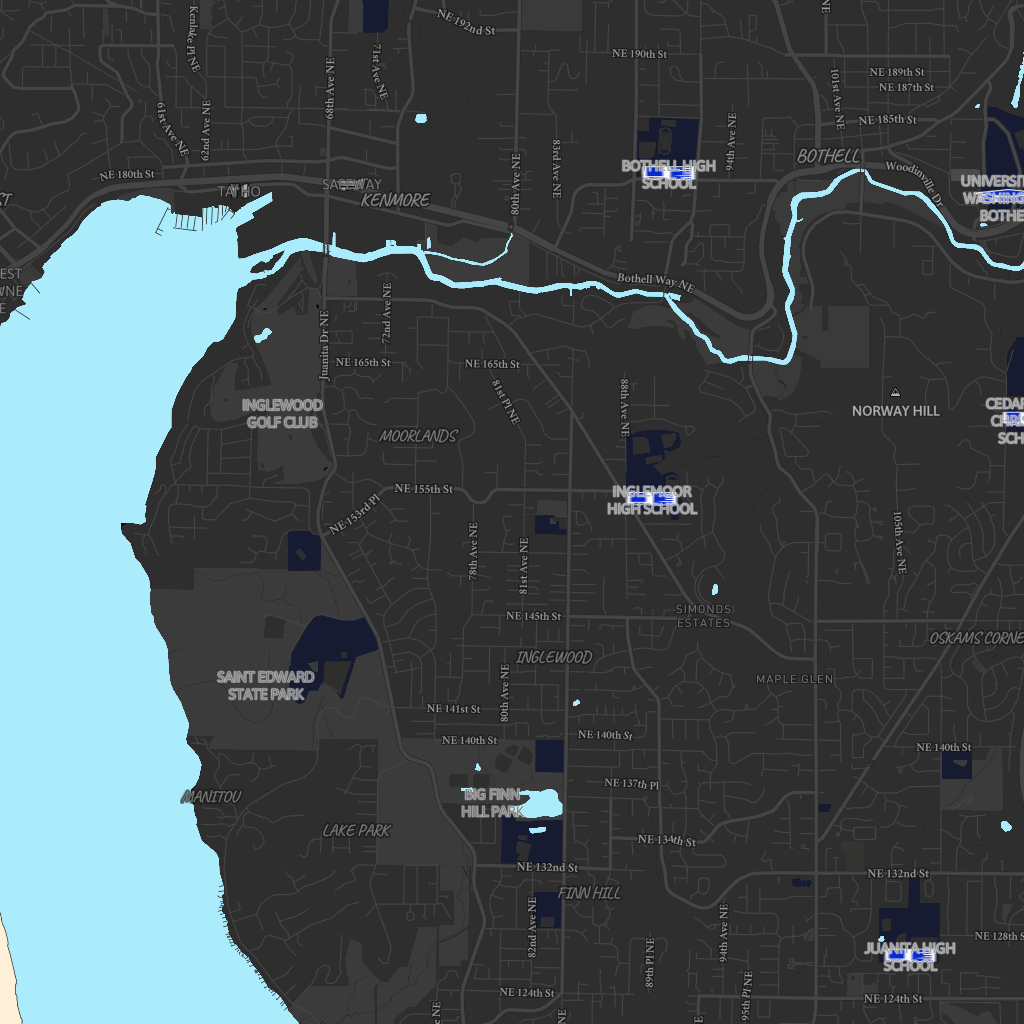 NE 192nd St
NE 190th St
Kenlake Pl NE
71st Ave NE
68th Ave NE
NE 189th St
NE 187th St
101st Ave NE
NE 185th St
61st Ave NE
62nd Ave NE
94th Ave NE
83rd Ave NE
80th Ave NE
BOTHELL
BOTHELL HIGH
SCHOOL
NE 180th St
SAFEWAY
KENMORE
Woodinville Dr
Bothell Way NE
72nd Ave NE
Juanita Dr NE
NE 165th St
NE 165th St
81st Pl NE
88th Ave NE
NORWAY HILL
INGLEWOOD
GOLF CLUB
MOORLANDS
NE 155th St
NE 153rd Pl
INGLEMOOR
HIGH SCHOOL
78th Ave NE
81st Ave NE
105th Ave NE
NE 145th St
SIMONDS
ESTATES
INGLEWOOD
SAINT EDWARD
STATE PARK
80th Ave NE
MAPLE GLEN
NE 141st St
NE 140th St
NE 140th St
NE 140th St
NE 137th Pl
BIG FINN
HILL PARK
MANITOU
LAKE PARK
NE 134th St
NE 132nd St
NE 132nd St
FINN HILL
82nd Ave NE
94th Ave NE
89th Pl NE
95th Pl NE
JUANITA HIGH
SCHOOL
NE 128th S
NE 124th St
NE 124th St